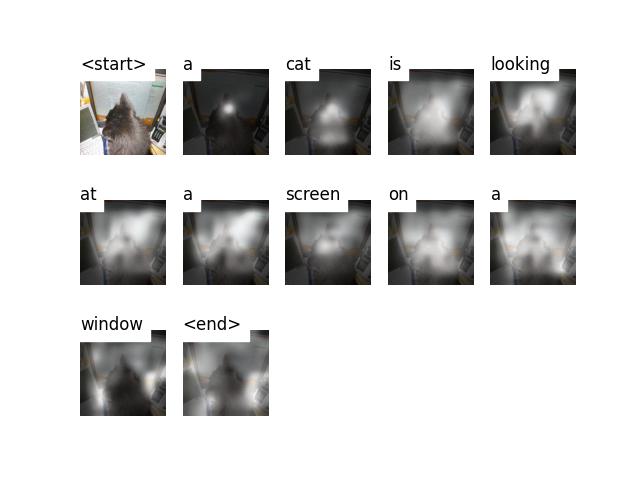 <start> a cat is looking
at a screen on a
window <end>